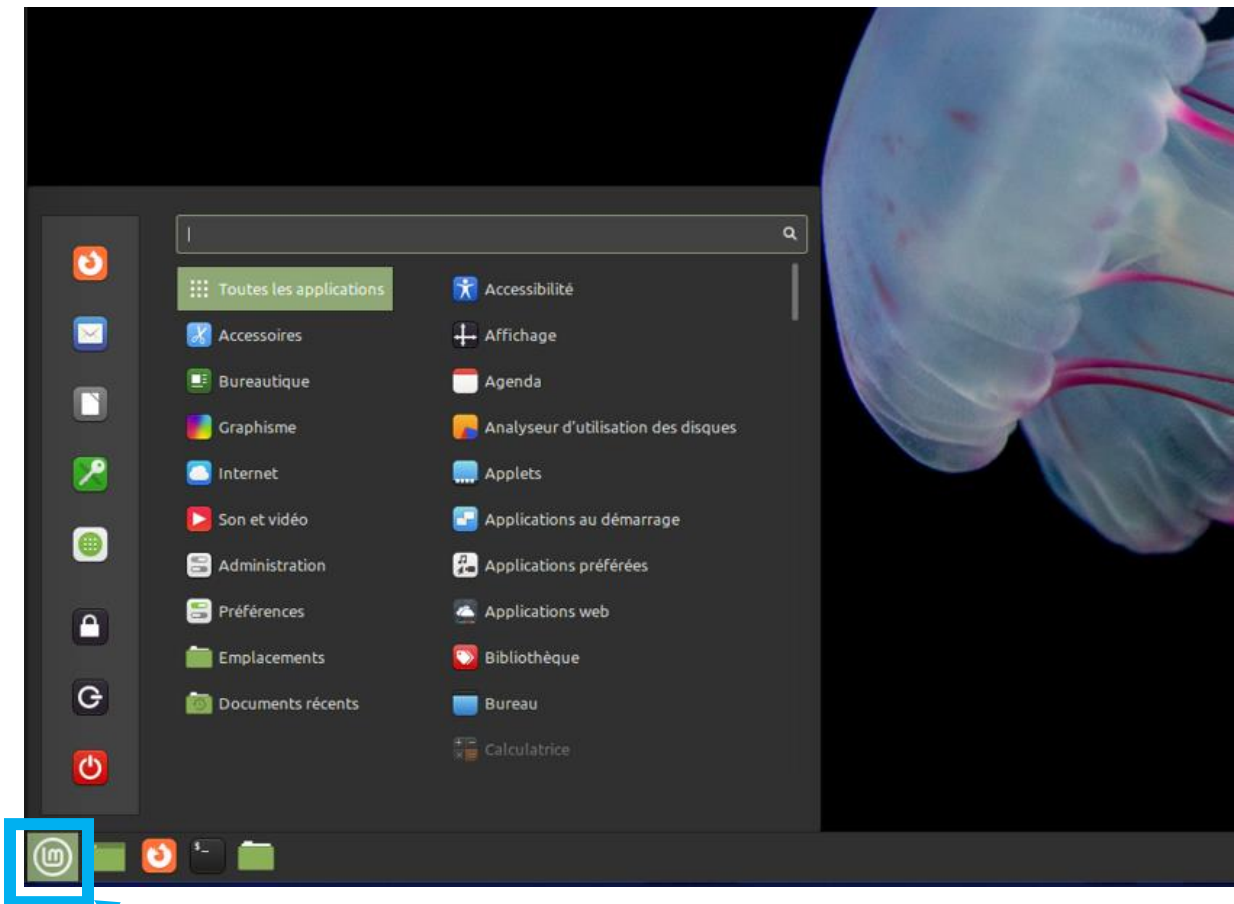 Toutes les applications
Accessoires
Bureautique
Graphisme
Internet
Son et vidéo
Administration
Préférences
Emplacements
Documents récents
Accessibilité
Affichage
Agenda
Analyseur d'utilisation des disques
Applets
Applications au démarrage
Applications préférées
Applications web
Bibliothèque
Bureau
Calculatrice
lm
$_